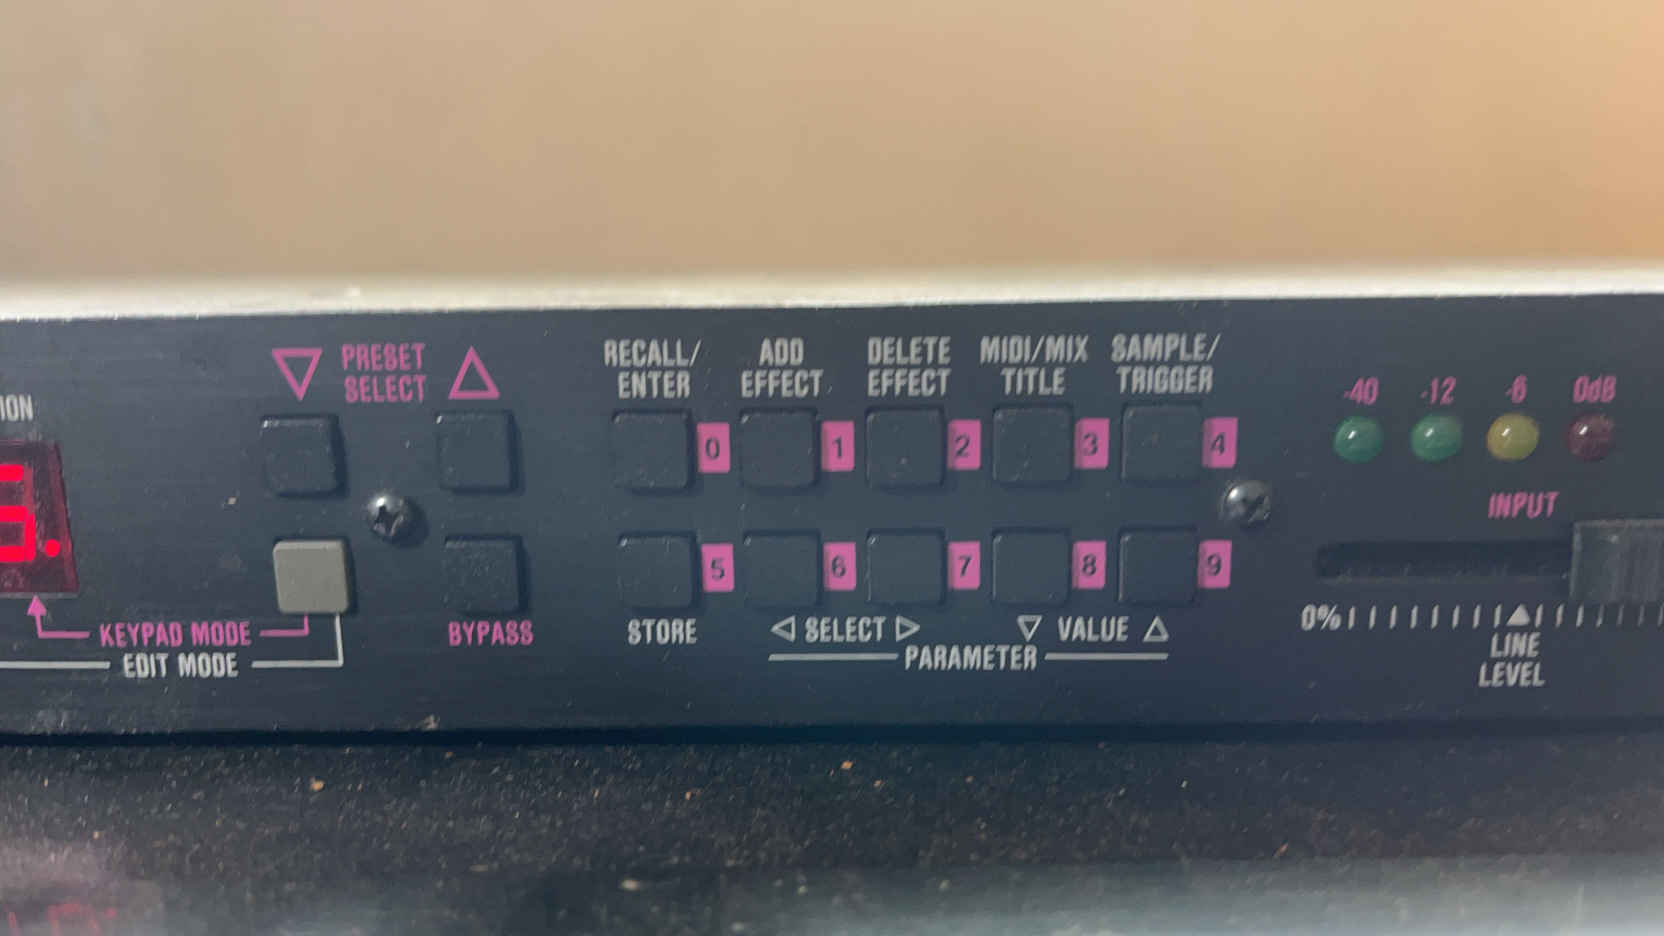 ION
5.
PRESET
SELECT
KEYPAD MODE
EDIT MODE
BYPASS
RECALL/
ENTER
ADD
EFFECT
DELETE
EFFECT
MIDI/MIX
TITLE
SAMPLE/
TRIGGER
0 1 2 3 4
5 6 7 8 9
STORE
SELECT
VALUE
PARAMETER
-40 -12 -6 0dB
INPUT
0%
LINE
LEVEL